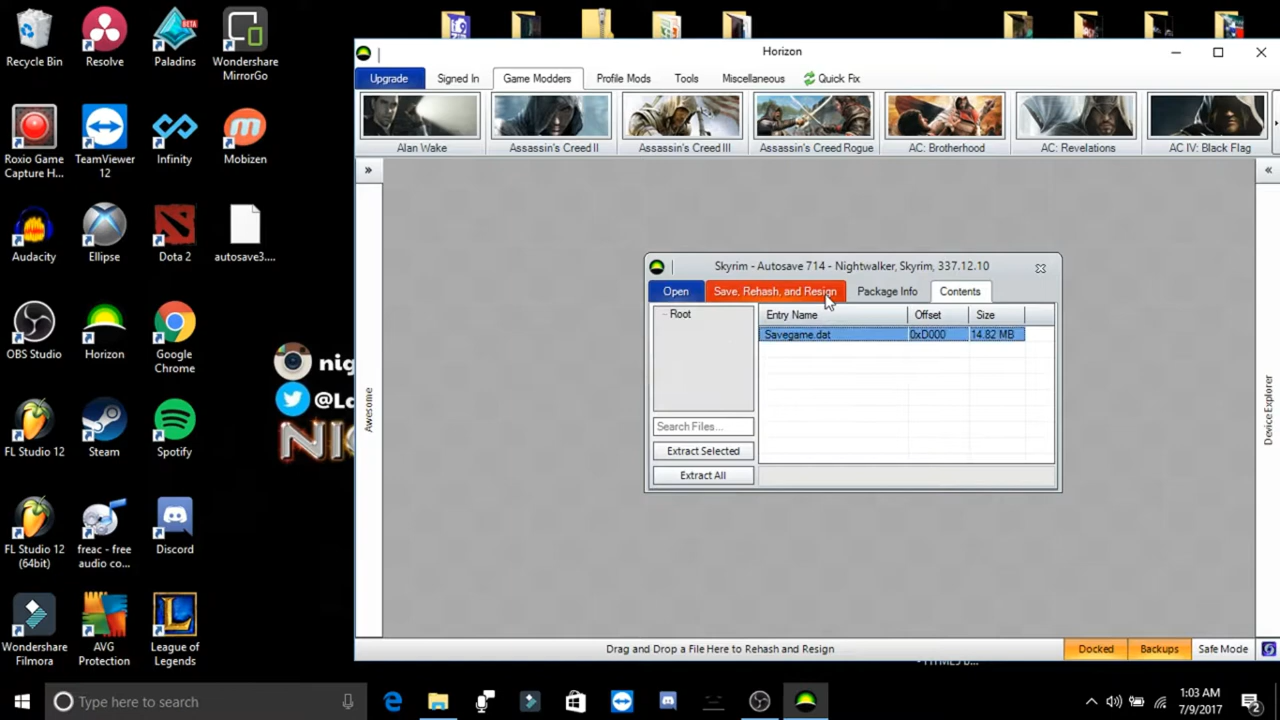 Recycle Bin
Resolve
Paladins
BETA
Wondershare
MirrorGo
Roxio Game
Capture H...
TeamViewer
12
Infinity
Mobizen
Audacity
Ellipse
Dota 2
autosave3....
OBS Studio
Horizon
Google
Chrome
FL Studio 12
Steam
Spotify
FL Studio 12
(64bit)
freac - free
audio co...
Discord
Wondershare
Filmora
AVG
Protection
League of
Legends
nig
@La
Horizon
Upgrade
Signed In
Game Modders
Profile Mods
Tools
Miscellaneous
Quick Fix
Alan Wake
Assassin's Creed II
Assassin's Creed III
Assassin's Creed Rogue
AC: Brotherhood
AC: Revelations
AC IV: Black Flag
Awesome
Device Explorer
Skyrim - Autosave 714 - Nightwalker, Skyrim, 337.12.10
Open
Save, Rehash, and Resign
Package Info
Contents
Root
Entry Name
Offset
Size
Savegame.dat
0xD000
14.82 MB
Search Files...
Extract Selected
Extract All
Drag and Drop a File Here to Rehash and Resign
Docked
Backups
Safe Mode
Type here to search
1:03 AM
7/9/2017
2